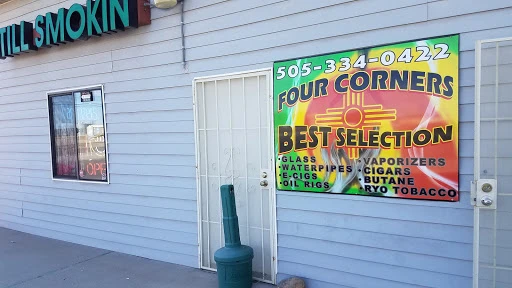 TILL SMOKIN
505-334-0422
FOUR CORNERS
BEST SELECTION
• GLASS
• WATERPIPES
• E-CIGS
• OIL RIGS
• VAPORIZERS
• CIGARS
• BUTANE
• RYO TOBACCO
OPEN